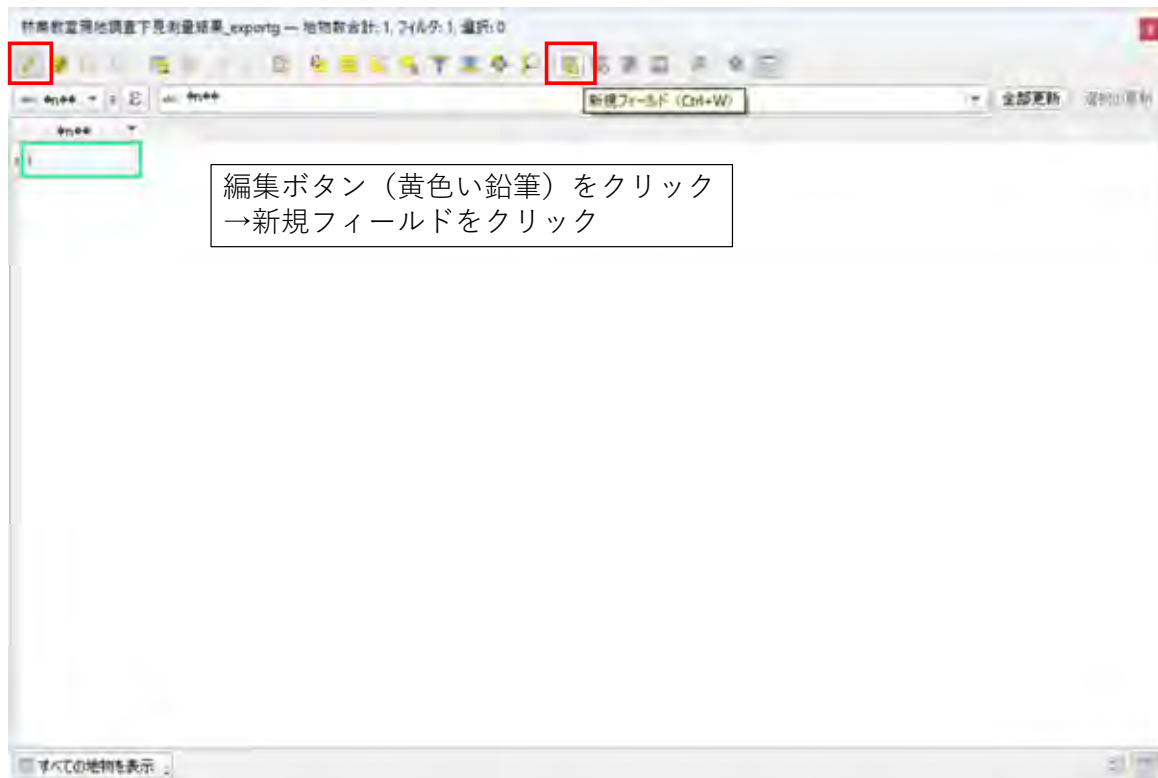 林業教室現地調査下見測量結果_exportg — 地物数合計: 1, フィルタ: 1, 選択: 0
新規フィールド (Ctrl+W)
全部更新
編集ボタン（黄色い鉛筆）をクリック
→新規フィールドをクリック
すべての地物を表示